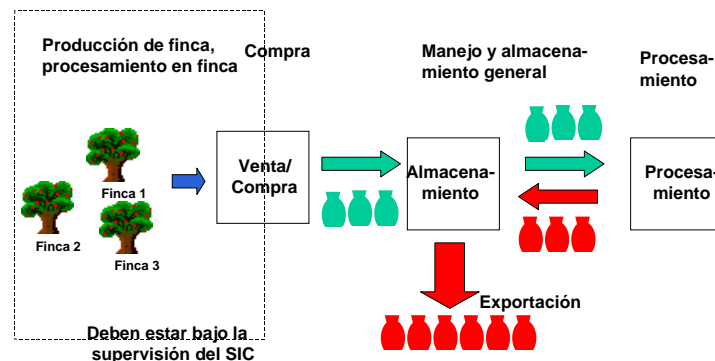 Producción de finca,
procesamiento en finca
Compra
Manejo y almacena-
miento general
Procesa-
miento
Finca 1
Finca 2
Finca 3
Venta/
Compra
Almacena-
miento
Procesa-
miento
Exportación
Deben estar bajo la
supervisión del SIC